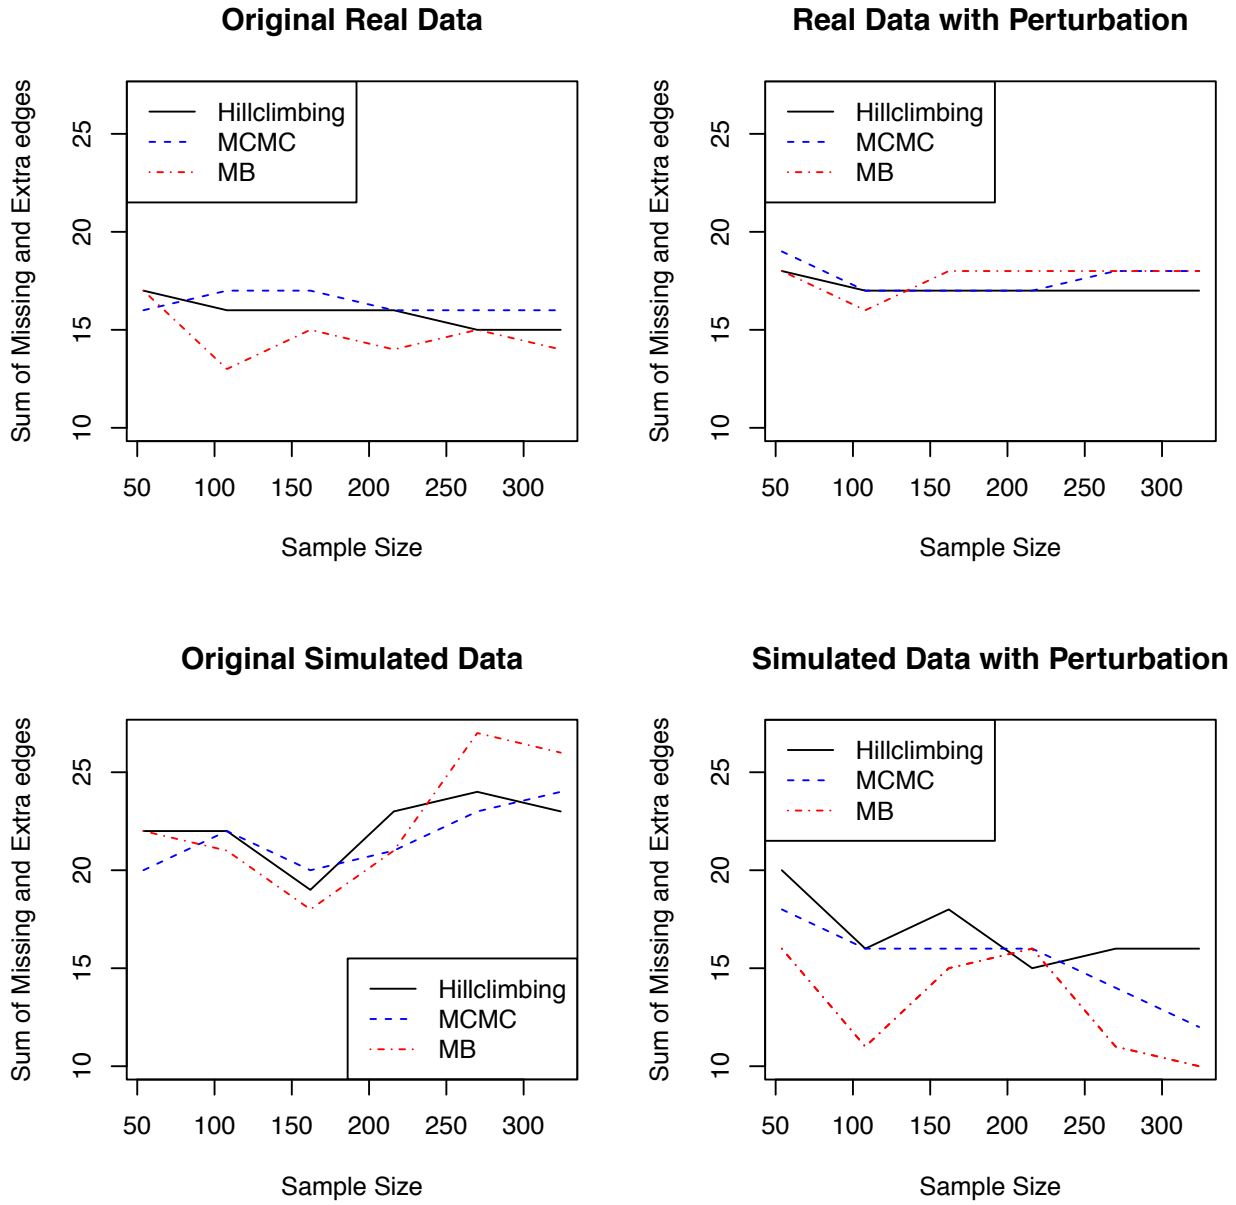 Original Real Data
Sum of Missing and Extra edges
25
20
15
10
Hillclimbing
MCMC
MB
50 100 150 200 250 300
Sample Size
Real Data with Perturbation
Sum of Missing and Extra edges
25
20
15
10
Hillclimbing
MCMC
MB
50 100 150 200 250 300
Sample Size
Original Simulated Data
Sum of Missing and Extra edges
25
20
15
10
Hillclimbing
MCMC
MB
50 100 150 200 250 300
Sample Size
Simulated Data with Perturbation
Sum of Missing and Extra edges
25
20
15
10
Hillclimbing
MCMC
MB
50 100 150 200 250 300
Sample Size